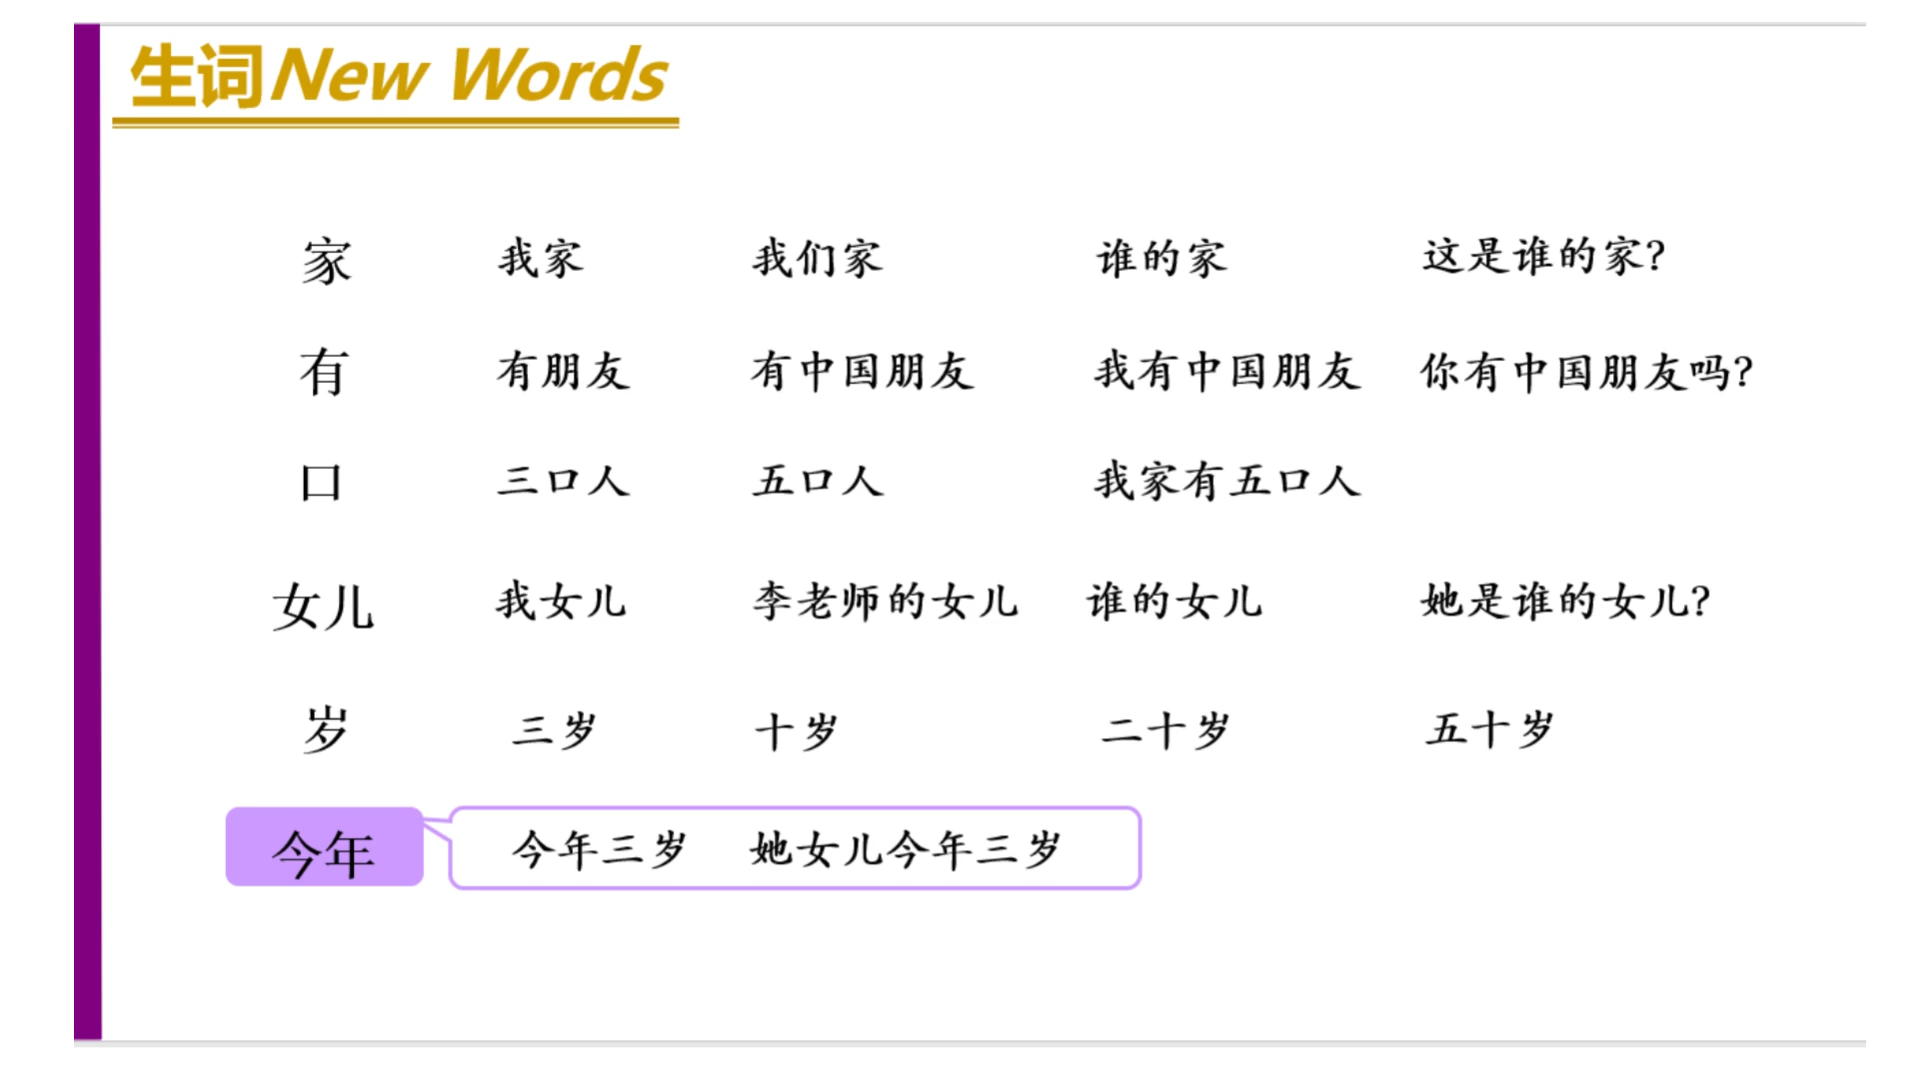 生词New Words
家 我家 我们家 谁的家 这是谁的家?
有 有朋友 有中国朋友 我有中国朋友 你有中国朋友吗?
口 三口人 五口人 我家有五口人
女儿 我女儿 李老师的女儿 谁的女儿 她是谁的女儿?
岁 三岁 十岁 二十岁 五十岁
今年 今年三岁 她女儿今年三岁